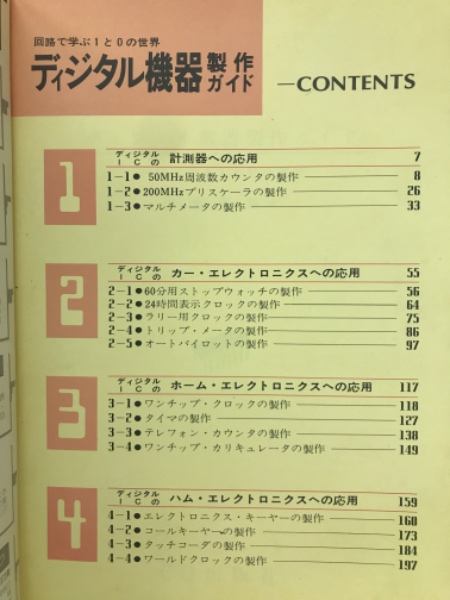 回路で学ぶ1と0の世界
ディジタル機器 製作ガイド —CONTENTS
1 ディジタルICの 計測器への応用 7
1-1●50MHz周波数カウンタの製作 8
1-2●200MHzプリスケーラの製作 26
1-3●マルチメータの製作 33
2 ディジタルICの カー・エレクトロニクスへの応用 55
2-1●60分用ストップウォッチの製作 56
2-2●24時間表示クロックの製作 64
2-3●ラリー用クロックの製作 75
2-4●トリップ・メータの製作 86
2-5●オートパイロットの製作 97
3 ディジタルICの ホーム・エレクトロニクスへの応用 117
3-1●ワンチップ・クロックの製作 118
3-2●タイマの製作 127
3-3●テレフォン・カウンタの製作 138
3-4●ワンチップ・カリキュレータの製作 149
4 ディジタルICの ハム・エレクトロニクスへの応用 159
4-1●エレクトロニクス・キーヤーの製作 160
4-2●コールキーヤーの製作 173
4-3●タッチコーダの製作 184
4-4●ワールドクロックの製作 197